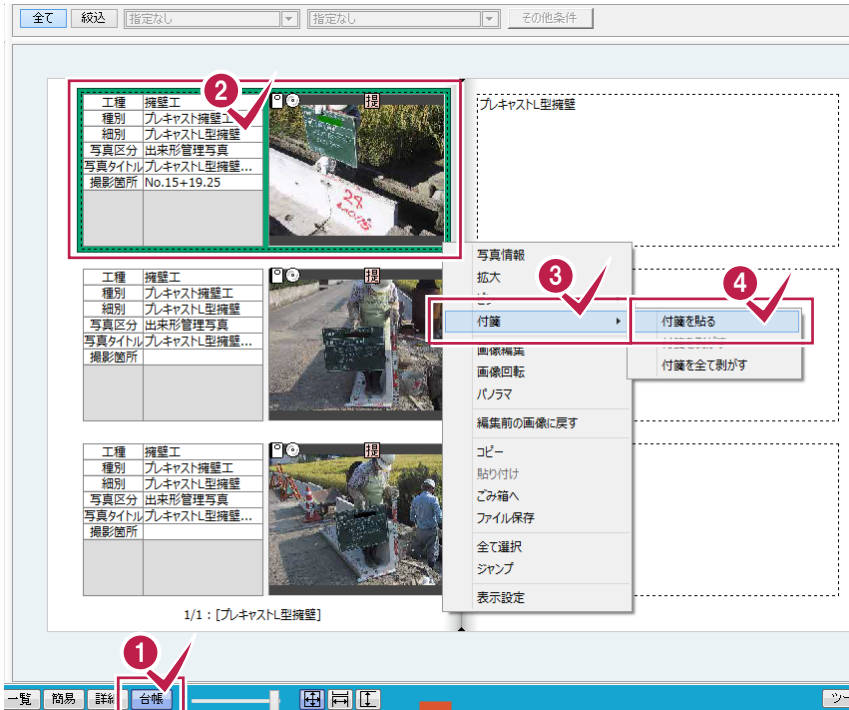 全て 絞込 指定なし 指定なし その他条件
2
工種 擁壁工
種別 プレキャスト擁壁工
細別 プレキャストL型擁壁
写真区分 出来形管理写真
写真タイトル プレキャストL型擁壁...
撮影箇所 No.15+19.25
提
28
プレキャストL型擁壁
工種 擁壁工
種別 プレキャスト擁壁工
細別 プレキャストL型擁壁
写真区分 出来形管理写真
写真タイトル プレキャストL型擁壁...
撮影箇所
提
工種 擁壁工
種別 プレキャスト擁壁工
細別 プレキャストL型擁壁
写真区分 出来形管理写真
写真タイトル プレキャストL型擁壁...
撮影箇所
提
1/1 : [プレキャストL型擁壁]
写真情報
拡大
3
付箋
画像編集
画像回転
パノラマ
編集前の画像に戻す
コピー
貼り付け
ごみ箱へ
ファイル保存
全て選択
ジャンプ
表示設定
4
付箋を貼る
付箋を全て剥がす
1
一覧 簡易 詳細 台帳
ツー